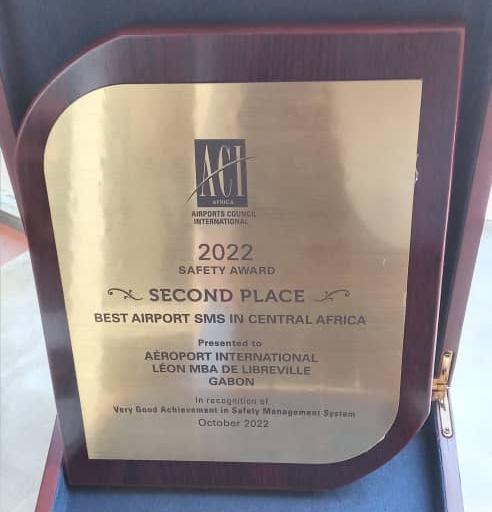 ACI
AFRICA
AIRPORTS COUNCIL
INTERNATIONAL
2022
SAFETY AWARD
SECOND PLACE
BEST AIRPORT SMS IN CENTRAL AFRICA
Presented to
AÉROPORT INTERNATIONAL
LÉON MBA DE LIBREVILLE
GABON
In recognition of
Very Good Achievement in Safety Management System
October 2022